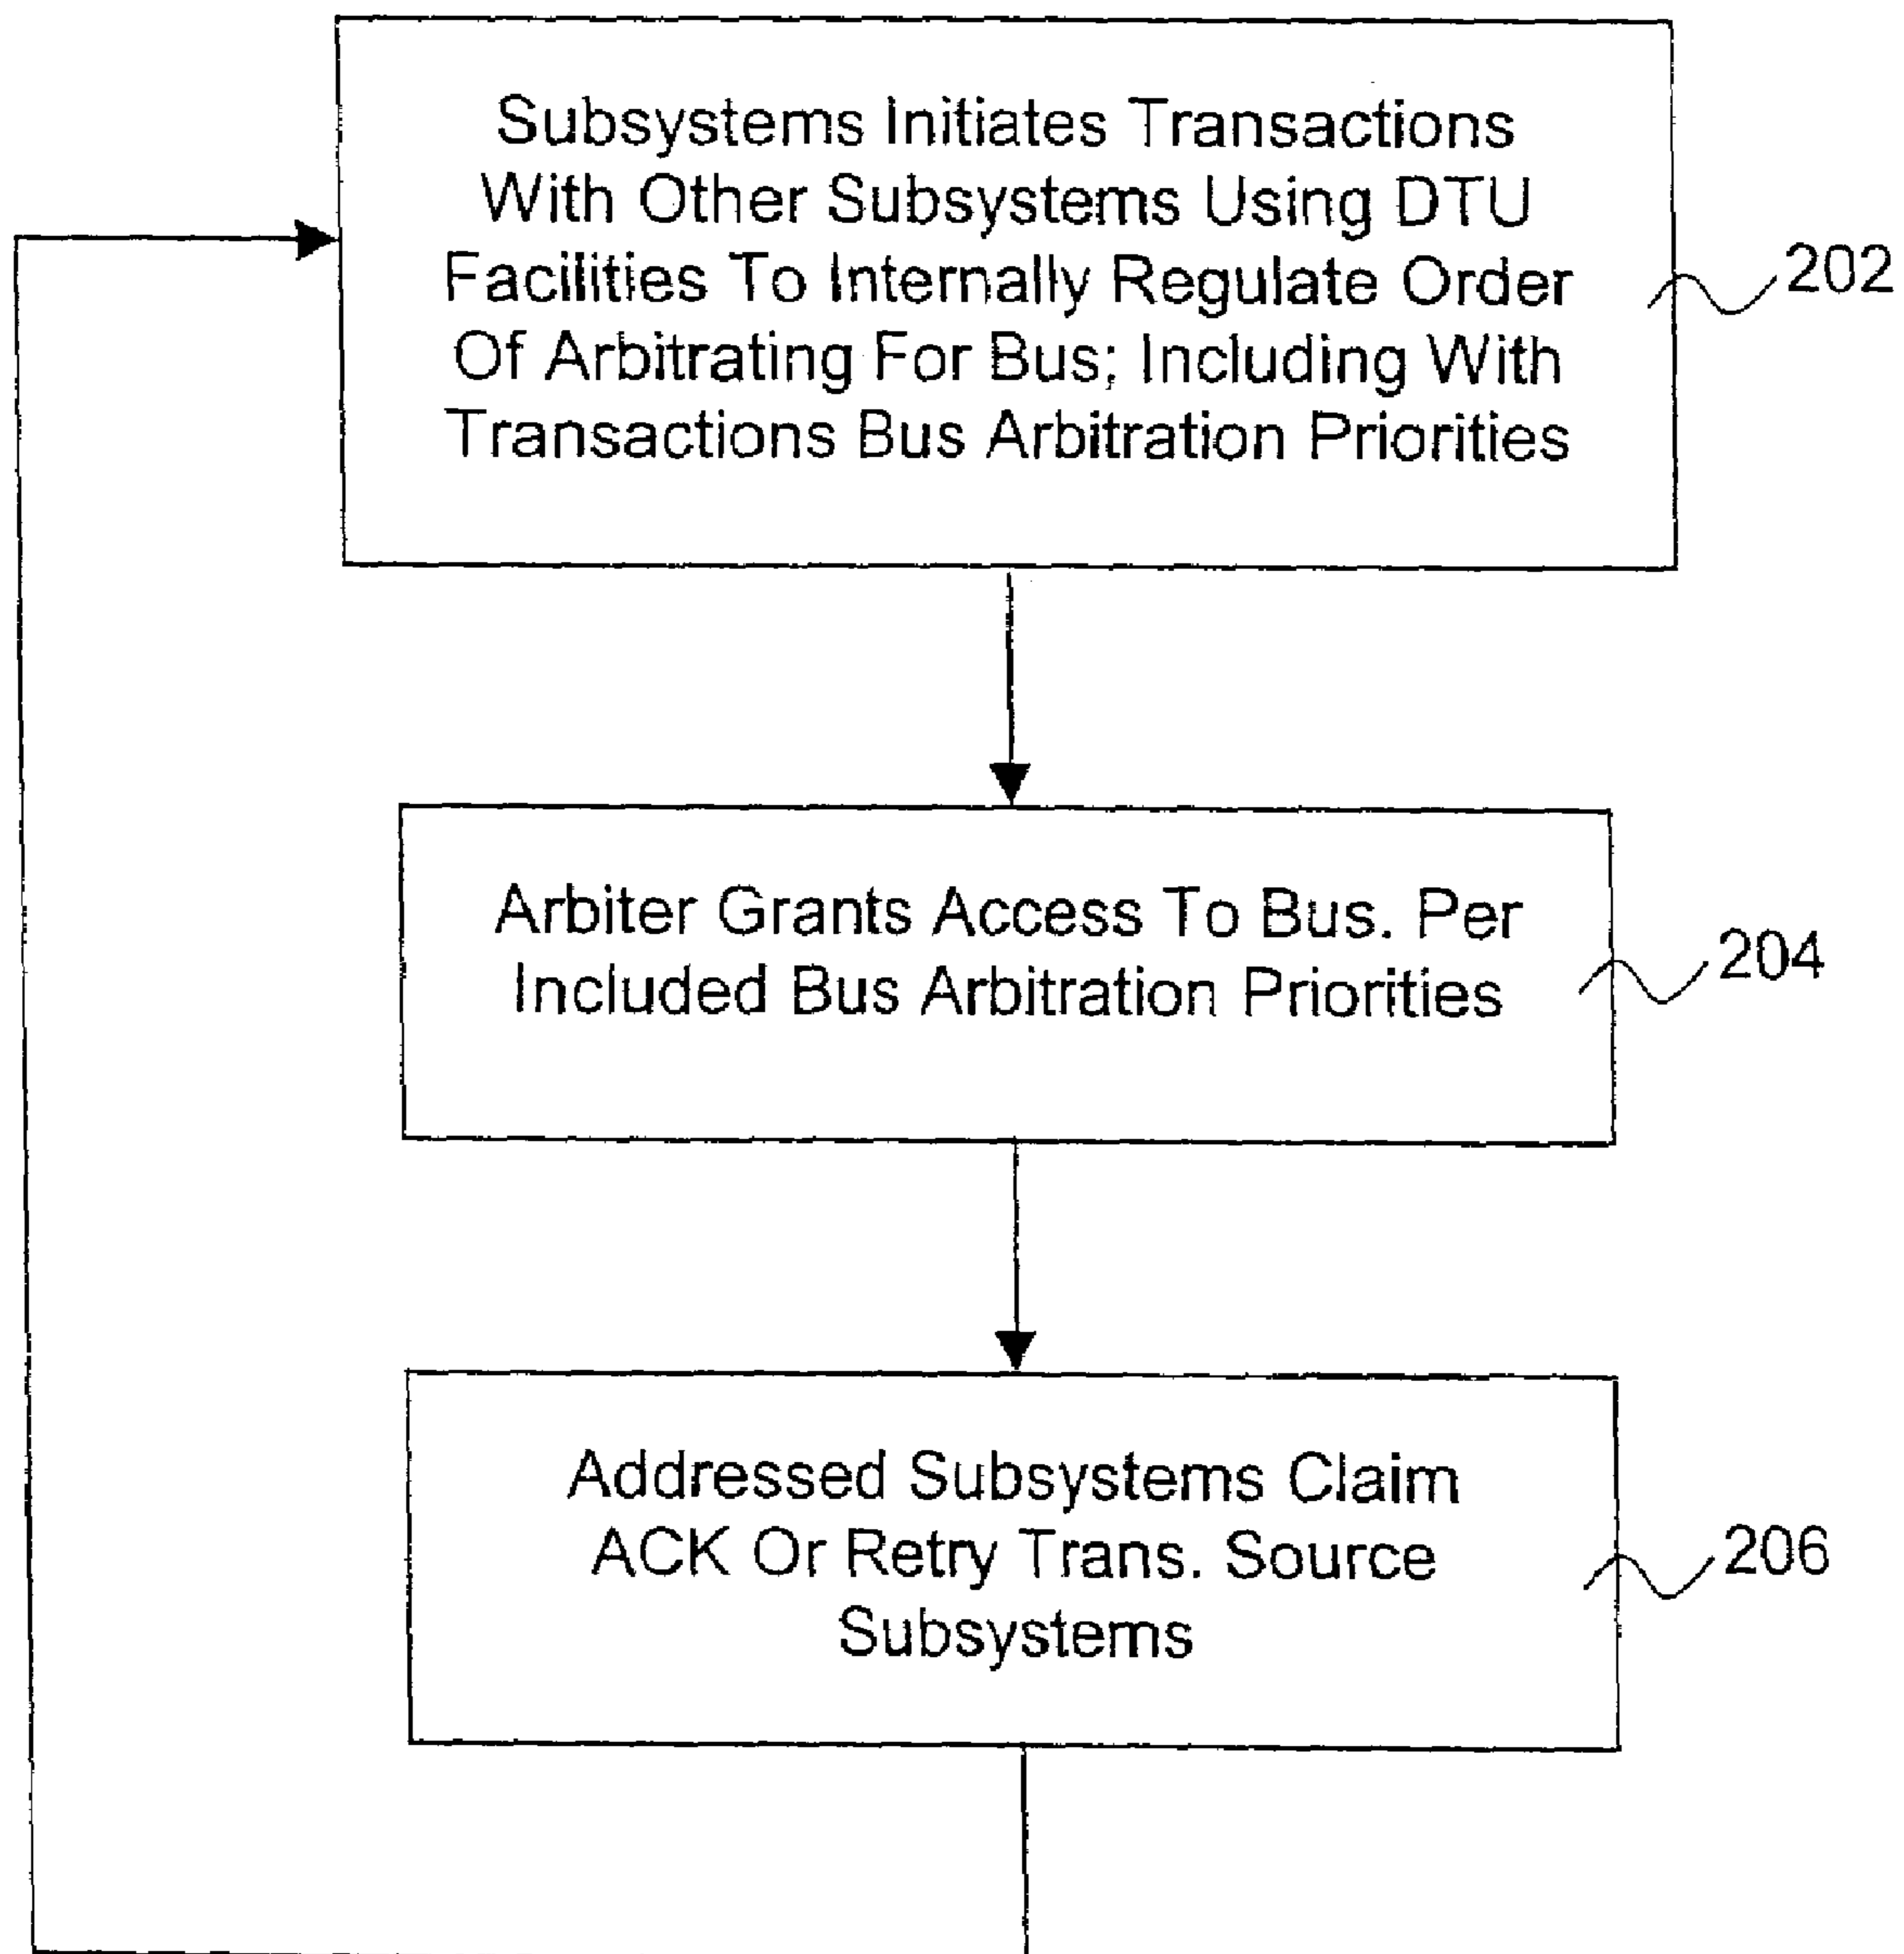 Subsystems Initiates Transactions
With Other Subsystems Using DTU
Facilities To Internally Regulate Order
Of Arbitrating For Bus; Including With
Transactions Bus Arbitration Priorities
202
Arbiter Grants Access To Bus. Per
Included Bus Arbitration Priorities
204
Addressed Subsystems Claim
ACK Or Retry Trans. Source
Subsystems
206